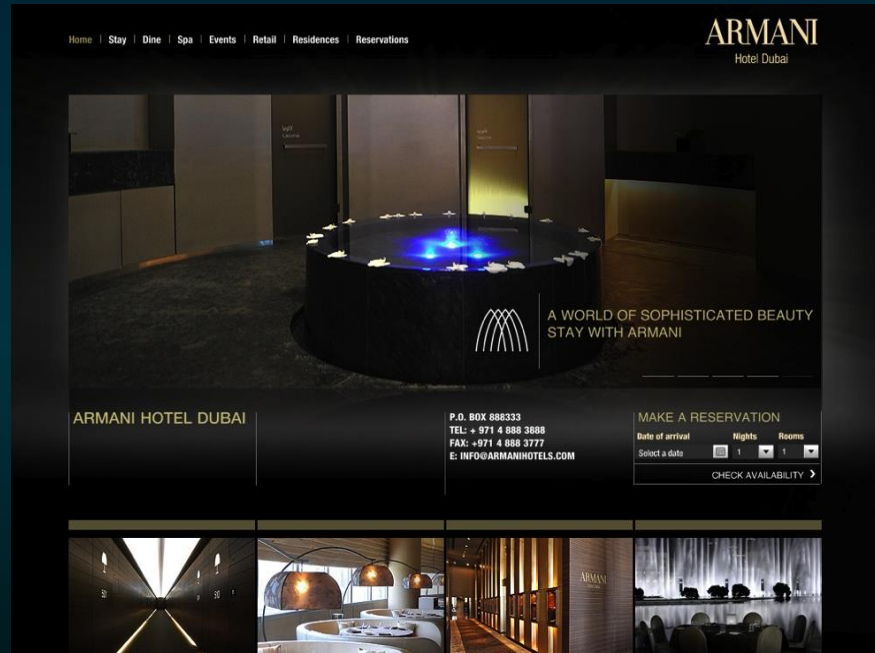 Home | Stay | Dine | Spa | Events | Retail | Residences | Reservations
ARMANI
Hotel Dubai
A WORLD OF SOPHISTICATED BEAUTY
STAY WITH ARMANI
ARMANI HOTEL DUBAI
P.O. BOX 888333
TEL: + 971 4 888 3888
FAX: +971 4 888 3777
E: INFO@ARMANIHOTELS.COM
MAKE A RESERVATION
Date of arrival Nights Rooms
Select a date 1 1
CHECK AVAILABILITY
ARMANI